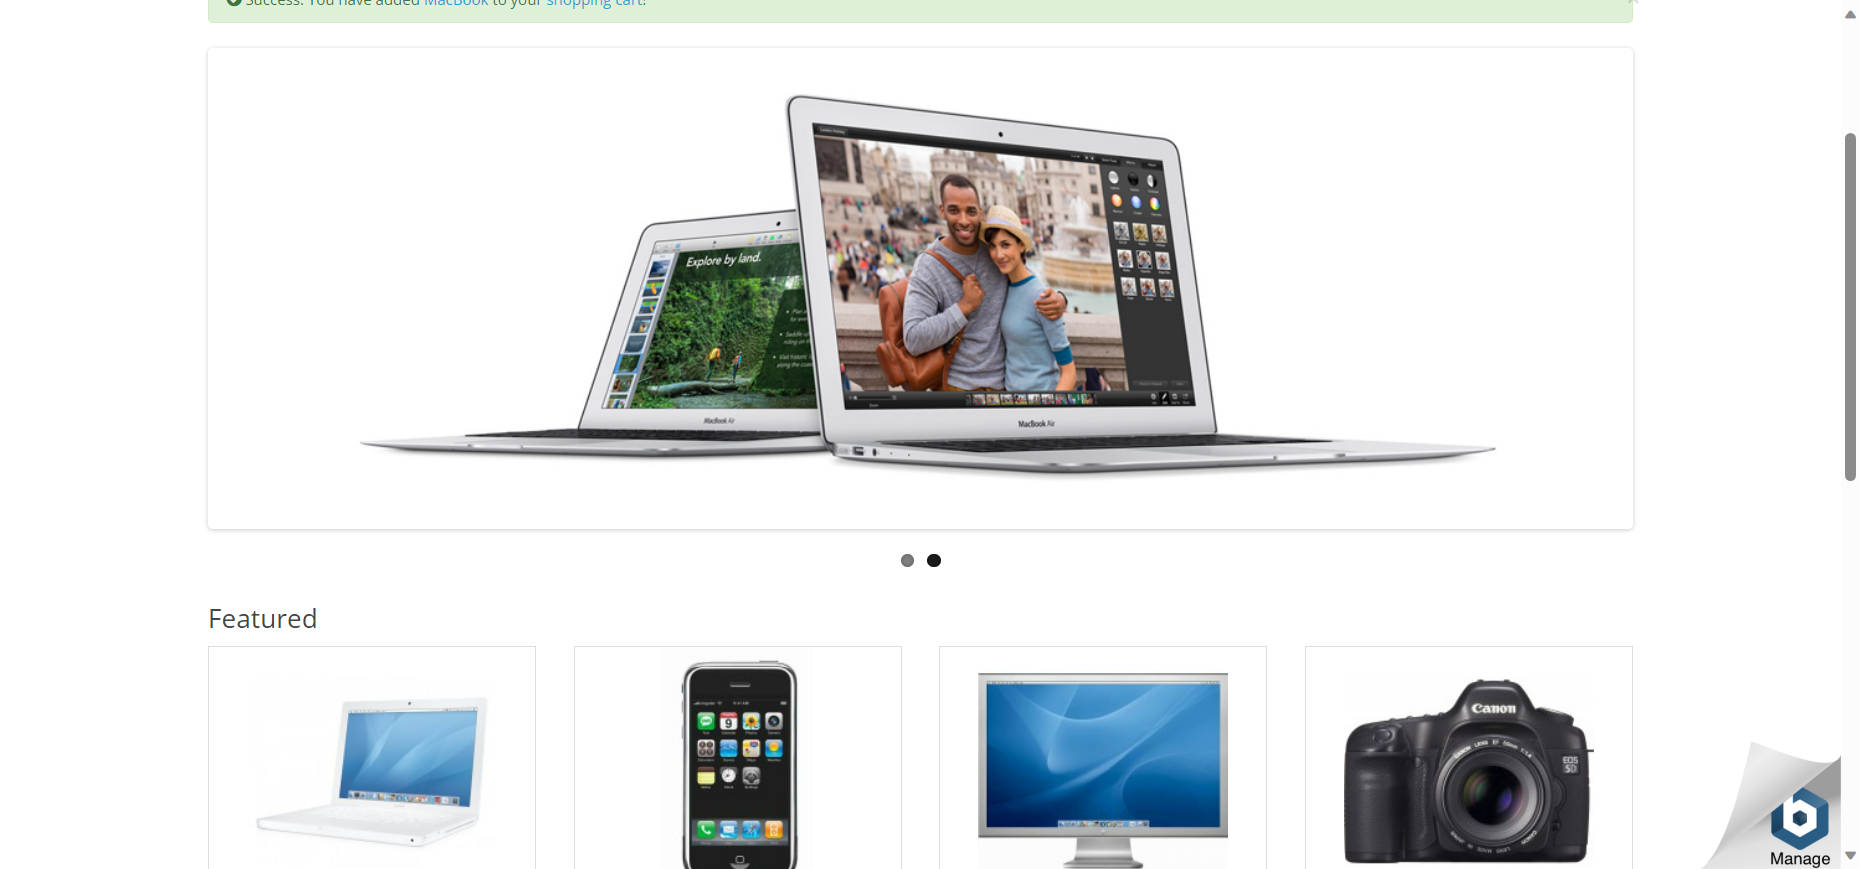 Success: You have added MacBook to your shopping cart!
Explore by land.
MacBook Air
MacBook Air
Featured
Canon
EOS
5D
Manage